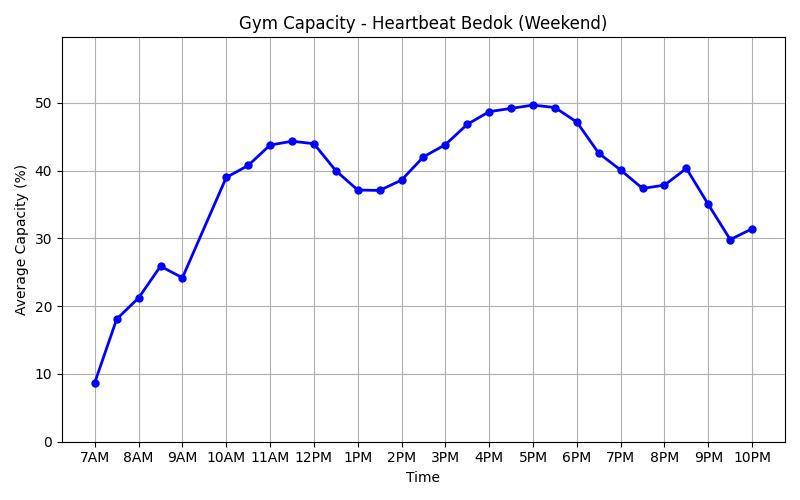 Gym Capacity - Heartbeat Bedok (Weekend)
Average Capacity (%)
50
40
30
20
10
0
7AM 8AM 9AM 10AM 11AM 12PM 1PM 2PM 3PM 4PM 5PM 6PM 7PM 8PM 9PM 10PM
Time